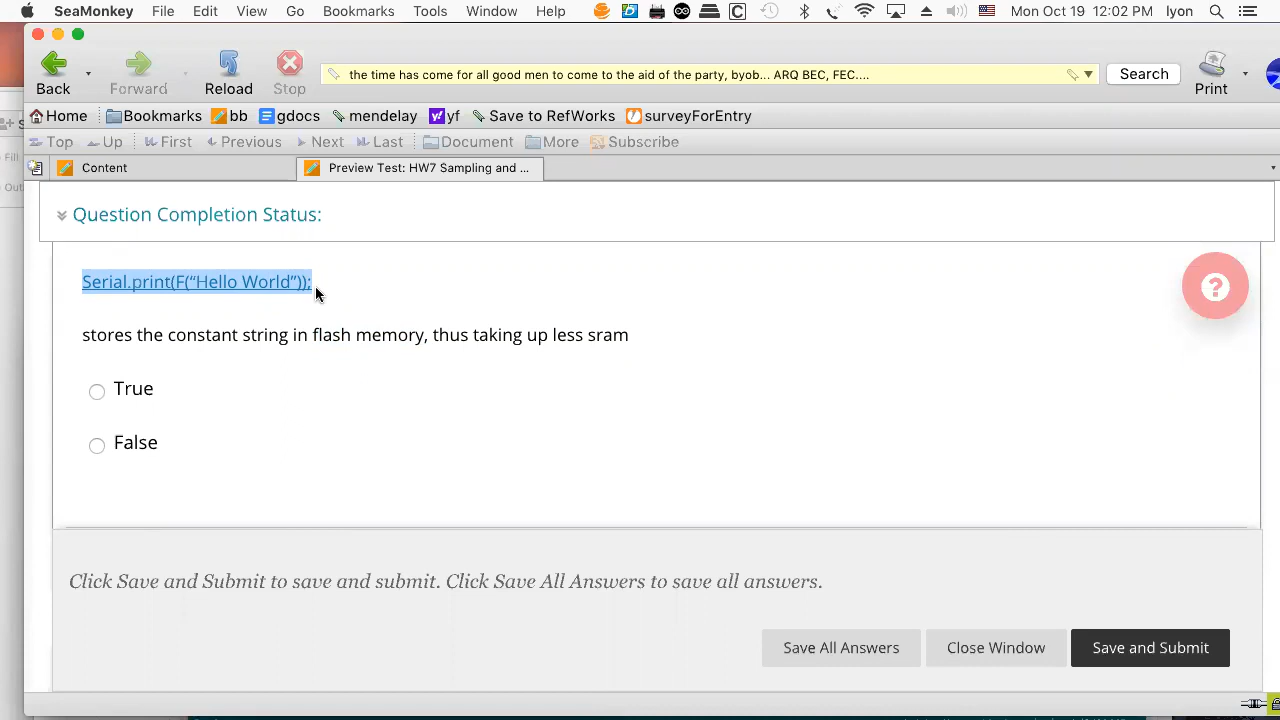 SeaMonkey File Edit View Go Bookmarks Tools Window Help Mon Oct 19 12:02 PM lyon
Back Forward Reload Stop the time has come for all good men to come to the aid of the party, byob... ARQ BEC, FEC.... Search Print
Home Bookmarks bb gdocs mendelay yf Save to RefWorks surveyForEntry
Top Up First Previous Next Last Document More Subscribe
Content Preview Test: HW7 Sampling and ...
Fill
Question Completion Status:
Serial.print(F(“Hello World”));
stores the constant string in flash memory, thus taking up less sram
True
False
Click Save and Submit to save and submit. Click Save All Answers to save all answers.
Save All Answers Close Window Save and Submit